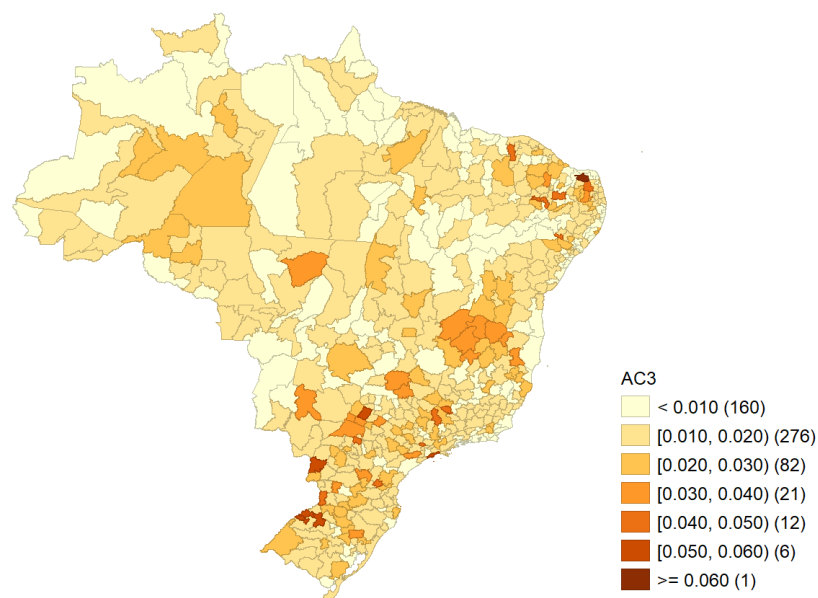 AC3
< 0.010 (160)
[0.010, 0.020) (276)
[0.020, 0.030) (82)
[0.030, 0.040) (21)
[0.040, 0.050) (12)
[0.050, 0.060) (6)
>= 0.060 (1)